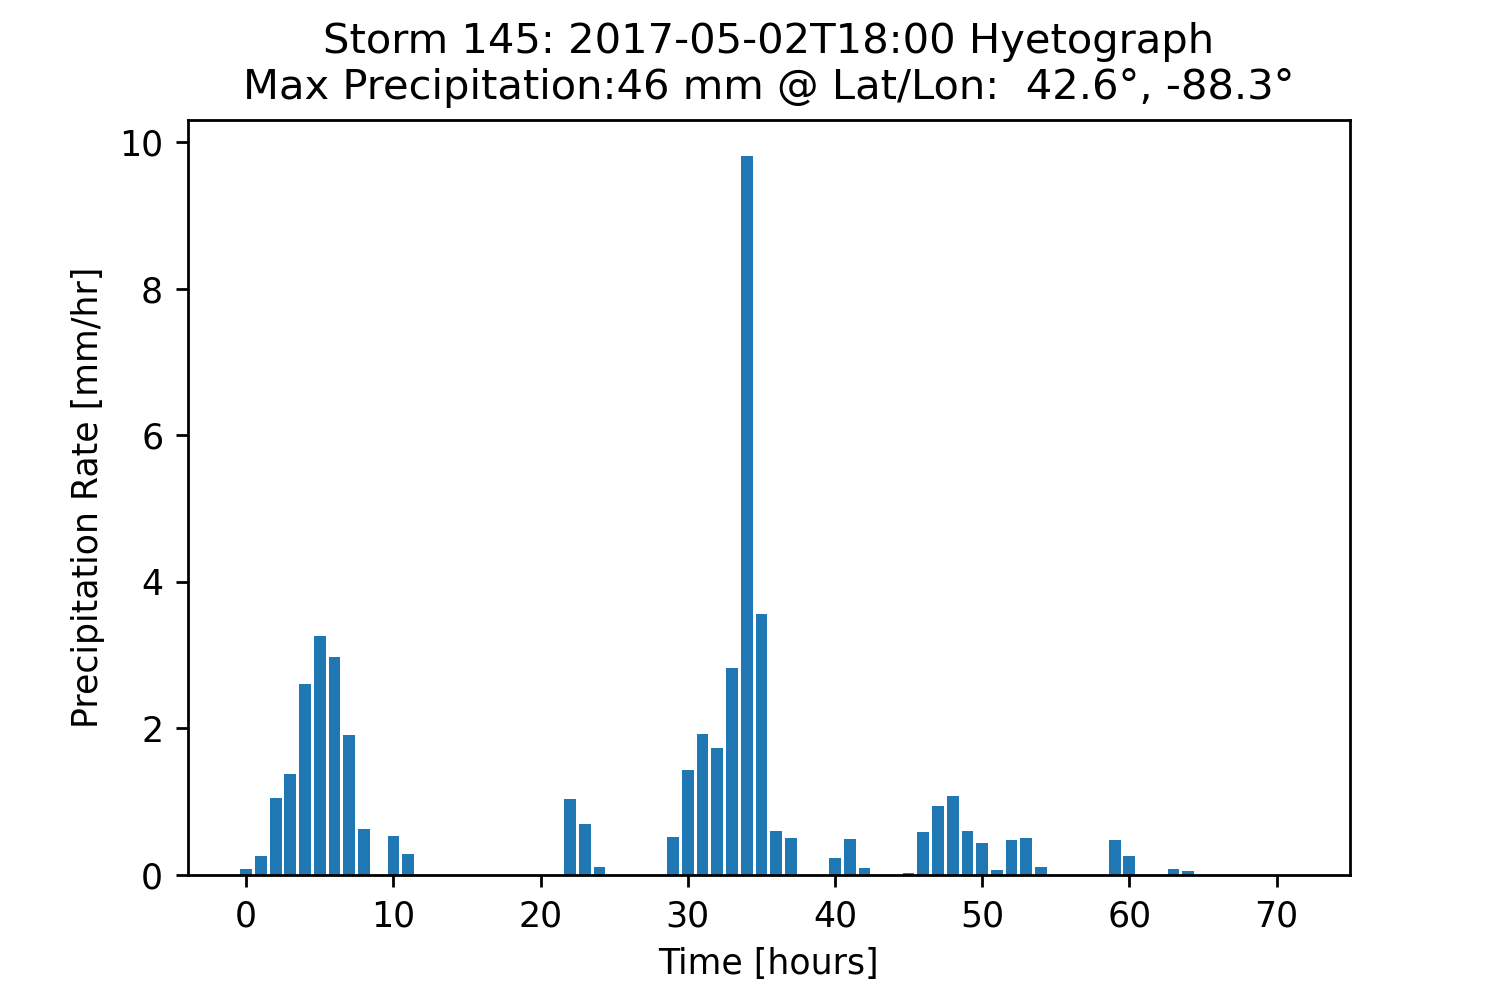 Storm 145: 2017-05-02T18:00 Hyetograph
Max Precipitation:46 mm @ Lat/Lon:  42.6°, -88.3°
Precipitation Rate [mm/hr]
10
8
6
4
2
0
0 10 20 30 40 50 60 70
Time [hours]